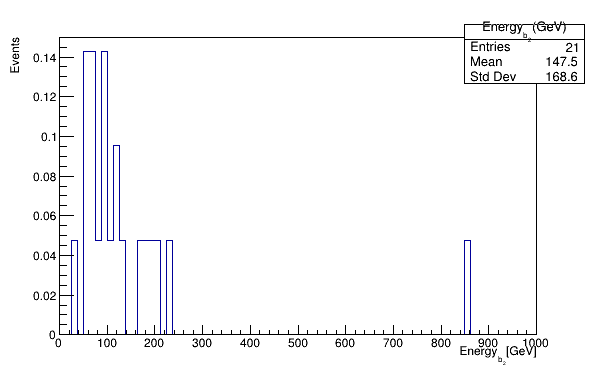 Energy_b_2(GeV)
Entries 21
Mean 147.5
Std Dev 168.6
Events
0.14
0.12
0.1
0.08
0.06
0.04
0.02
0
0 100 200 300 400 500 600 700 800 900 1000
Energy_b_2[GeV]